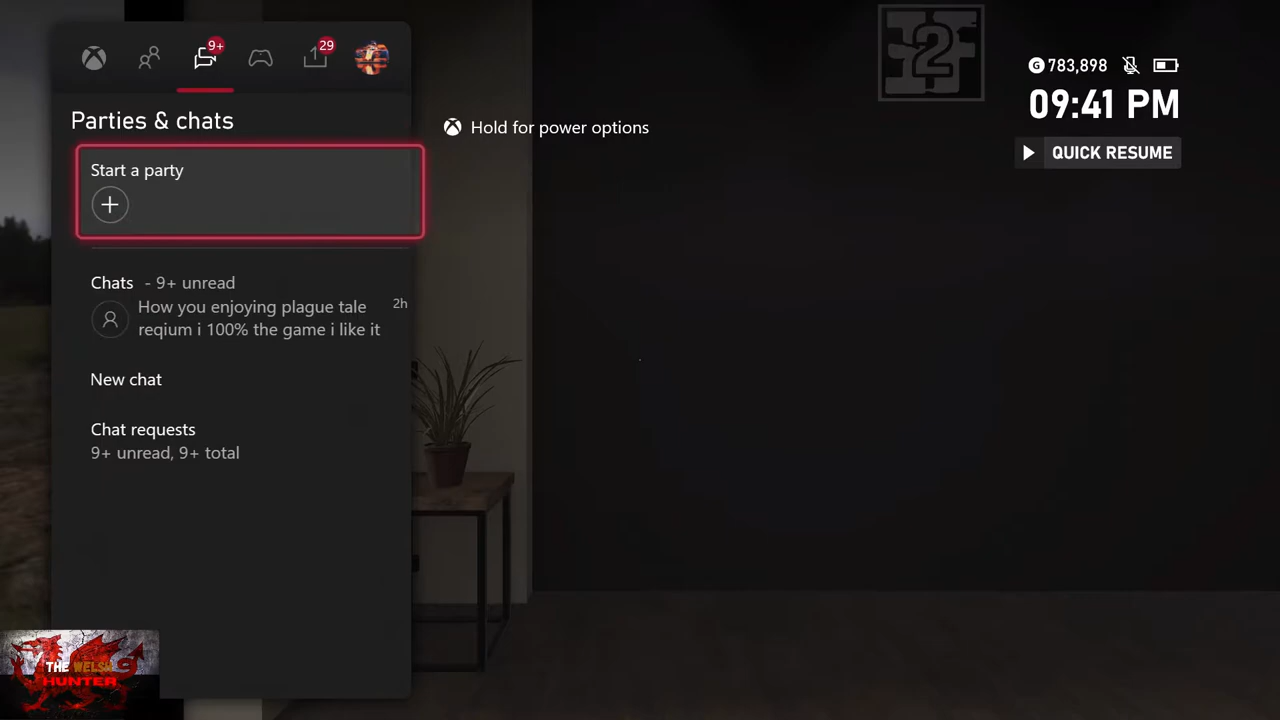 9+
29
Parties & chats
Start a party
Chats - 9+ unread
How you enjoying plague tale
reqium i 100% the game i like it
2h
New chat
Chat requests
9+ unread, 9+ total
Hold for power options
2
G 783,898
09:41 PM
QUICK RESUME
THE WELSH
HUNTER